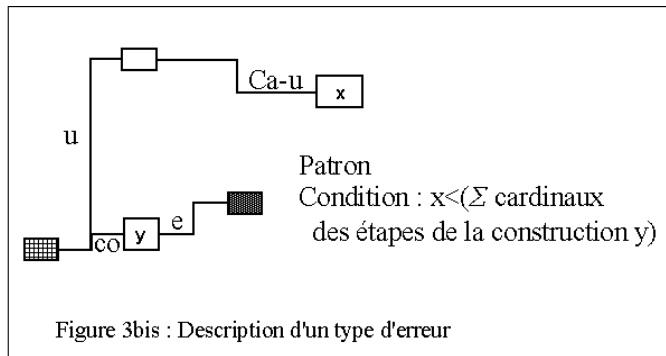 Ca-u
x
u
Patron
Condition : x<(Σ cardinaux
e
y
co
des étapes de la construction y)
Figure 3bis : Description d'un type d'erreur